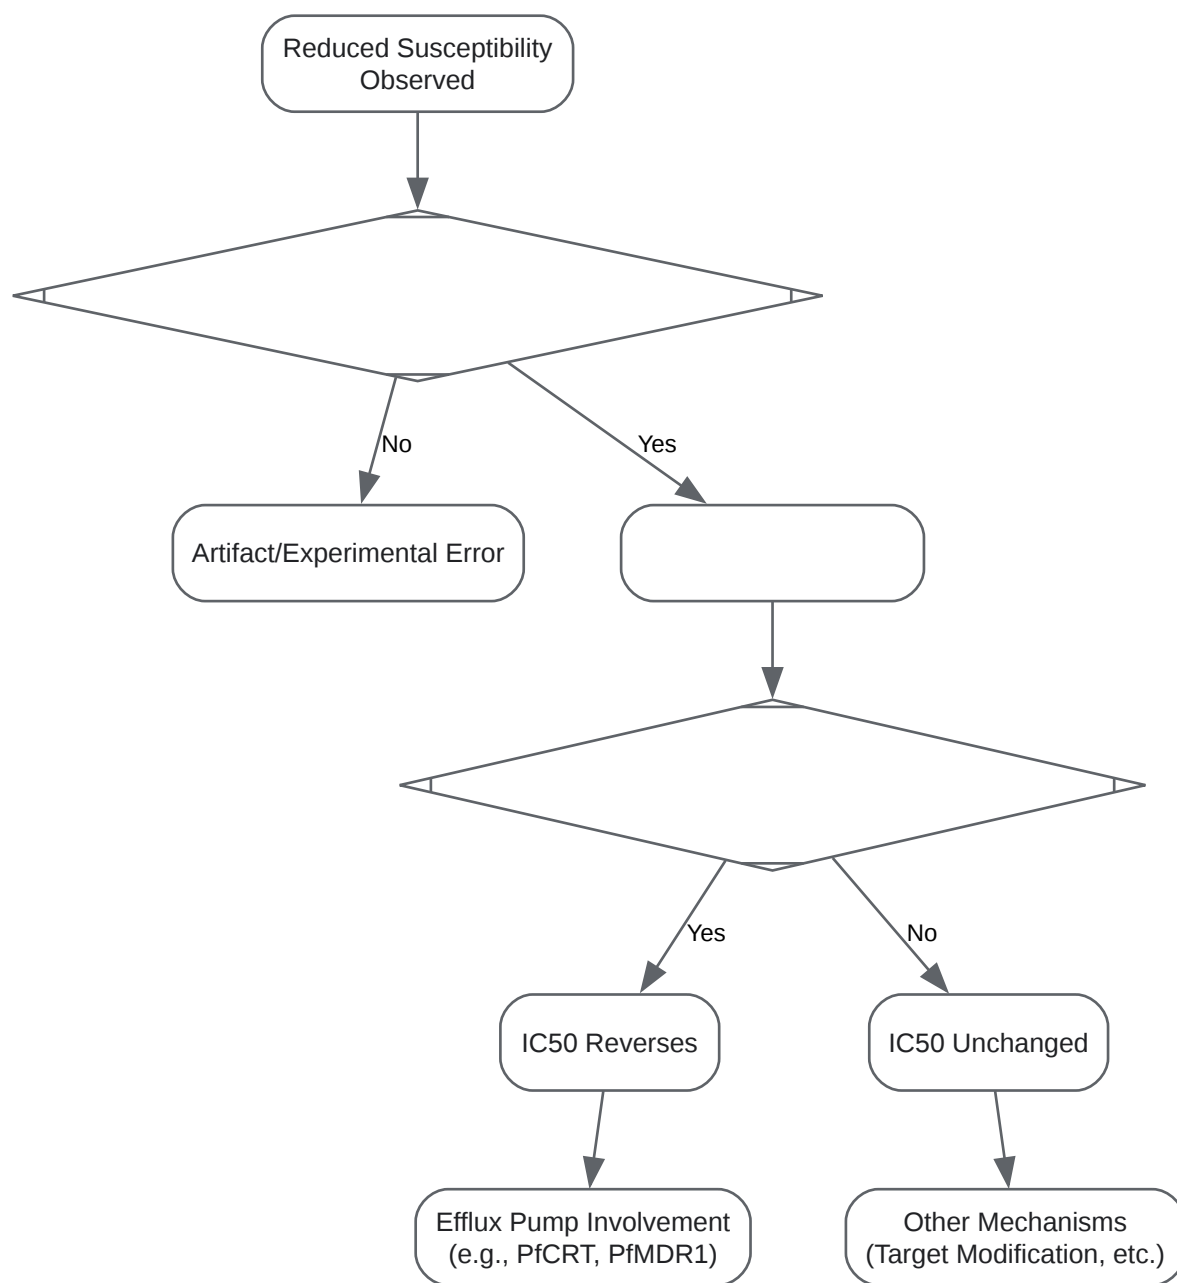 Reduced Susceptibility
Observed
No
Yes
Artifact/Experimental Error
Yes
No
IC50 Reverses
IC50 Unchanged
Efflux Pump Involvement
(e.g., PfCRT, PfMDR1)
Other Mechanisms
(Target Modification, etc.)